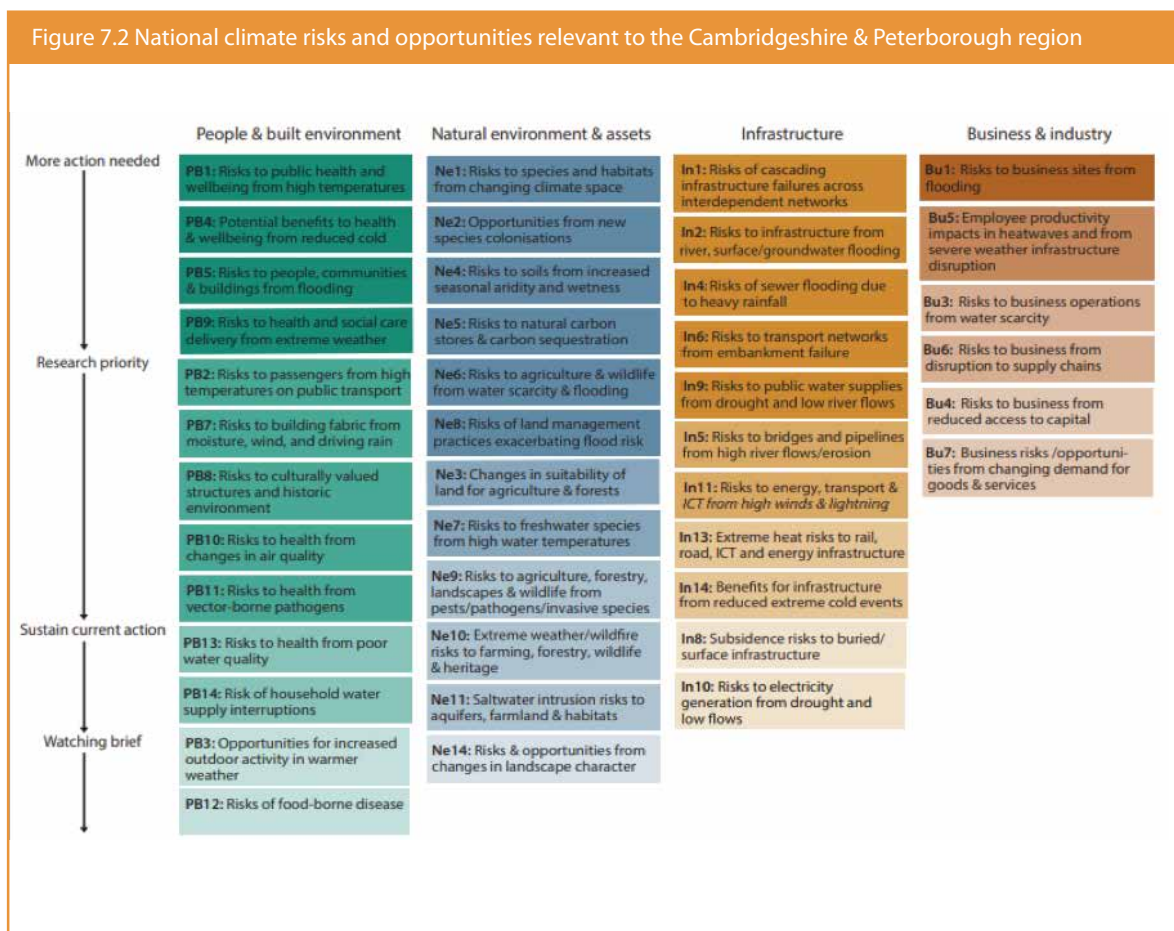 Figure 7.2 National climate risks and opportunities relevant to the Cambridgeshire & Peterborough region
More action needed
Research priority
Sustain current action
Watching brief
People & built environment
PB1: Risks to public health and
wellbeing from high temperatures
PB4: Potential benefits to health
& wellbeing from reduced cold
PB5: Risks to people, communities
& buildings from flooding
PB9: Risks to health and social care
delivery from extreme weather
PB2: Risks to passengers from high
temperatures on public transport
PB7: Risks to building fabric from
moisture, wind, and driving rain
PB8: Risks to culturally valued
structures and historic
environment
PB10: Risks to health from
changes in air quality
PB11: Risks to health from
vector-borne pathogens
PB13: Risks to health from poor
water quality
PB14: Risk of household water
supply interruptions
PB3: Opportunities for increased
outdoor activity in warmer
weather
PB12: Risks of food-borne disease
Natural environment & assets
Ne1: Risks to species and habitats
from changing climate space
Ne2: Opportunities from new
species colonisations
Ne4: Risks to soils from increased
seasonal aridity and wetness
Ne5: Risks to natural carbon
stores & carbon sequestration
Ne6: Risks to agriculture & wildlife
from water scarcity & flooding
Ne8: Risks of land management
practices exacerbating flood risk
Ne3: Changes in suitability of
land for agriculture & forests
Ne7: Risks to freshwater species
from high water temperatures
Ne9: Risks to agriculture, forestry,
landscapes & wildlife from
pests/pathogens/invasive species
Ne10: Extreme weather/wildfire
risks to farming, forestry, wildlife
& heritage
Ne11: Saltwater intrusion risks to
aquifers, farmland & habitats
Ne14: Risks & opportunities from
changes in landscape character
Infrastructure
In1: Risks of cascading
infrastructure failures across
interdependent networks
In2: Risks to infrastructure from
river, surface/groundwater flooding
In4: Risks of sewer flooding due
to heavy rainfall
In6: Risks to transport networks
from embankment failure
In9: Risks to public water supplies
from drought and low river flows
In5: Risks to bridges and pipelines
from high river flows/erosion
In11: Risks to energy, transport &
ICT from high winds & lightning
In13: Extreme heat risks to rail,
road, ICT and energy infrastructure
In14: Benefits for infrastructure
from reduced extreme cold events
In8: Subsidence risks to buried/
surface infrastructure
In10: Risks to electricity
generation from drought and
low flows
Business & industry
Bu1: Risks to business sites from
flooding
Bu5: Employee productivity
impacts in heatwaves and from
severe weather infrastructure
disruption
Bu3: Risks to business operations
from water scarcity
Bu6: Risks to business from
disruption to supply chains
Bu4: Risks to business from
reduced access to capital
Bu7: Business risks /opportuni-
ties from changing demand for
goods & services